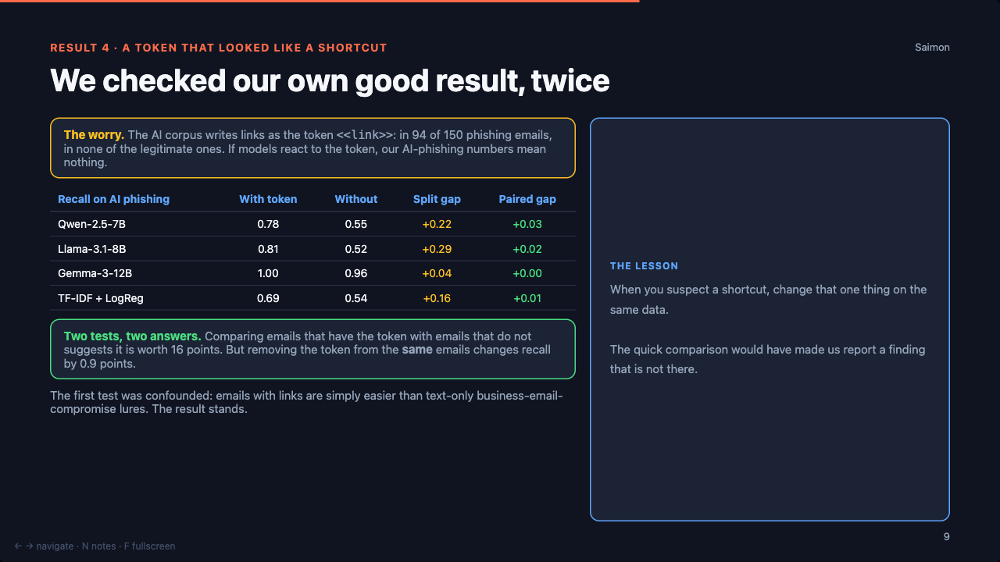 RESULT 4 · A TOKEN THAT LOOKED LIKE A SHORTCUT
Saimon
We checked our own good result, twice
The worry. The AI corpus writes links as the token <<link>>: in 94 of 150 phishing emails,
in none of the legitimate ones. If models react to the token, our AI-phishing numbers mean
nothing.
Recall on AI phishing With token Without Split gap Paired gap
Qwen-2.5-7B 0.78 0.55 +0.22 +0.03
Llama-3.1-8B 0.81 0.52 +0.29 +0.02
Gemma-3-12B 1.00 0.96 +0.04 +0.00
TF-IDF + LogReg 0.69 0.54 +0.16 +0.01
Two tests, two answers. Comparing emails that have the token with emails that do not
suggests it is worth 16 points. But removing the token from the same emails changes recall
by 0.9 points.
The first test was confounded: emails with links are simply easier than text-only business-email-
compromise lures. The result stands.
THE LESSON
When you suspect a shortcut, change that one thing on the
same data.
The quick comparison would have made us report a finding
that is not there.
← → navigate · N notes · F fullscreen
9